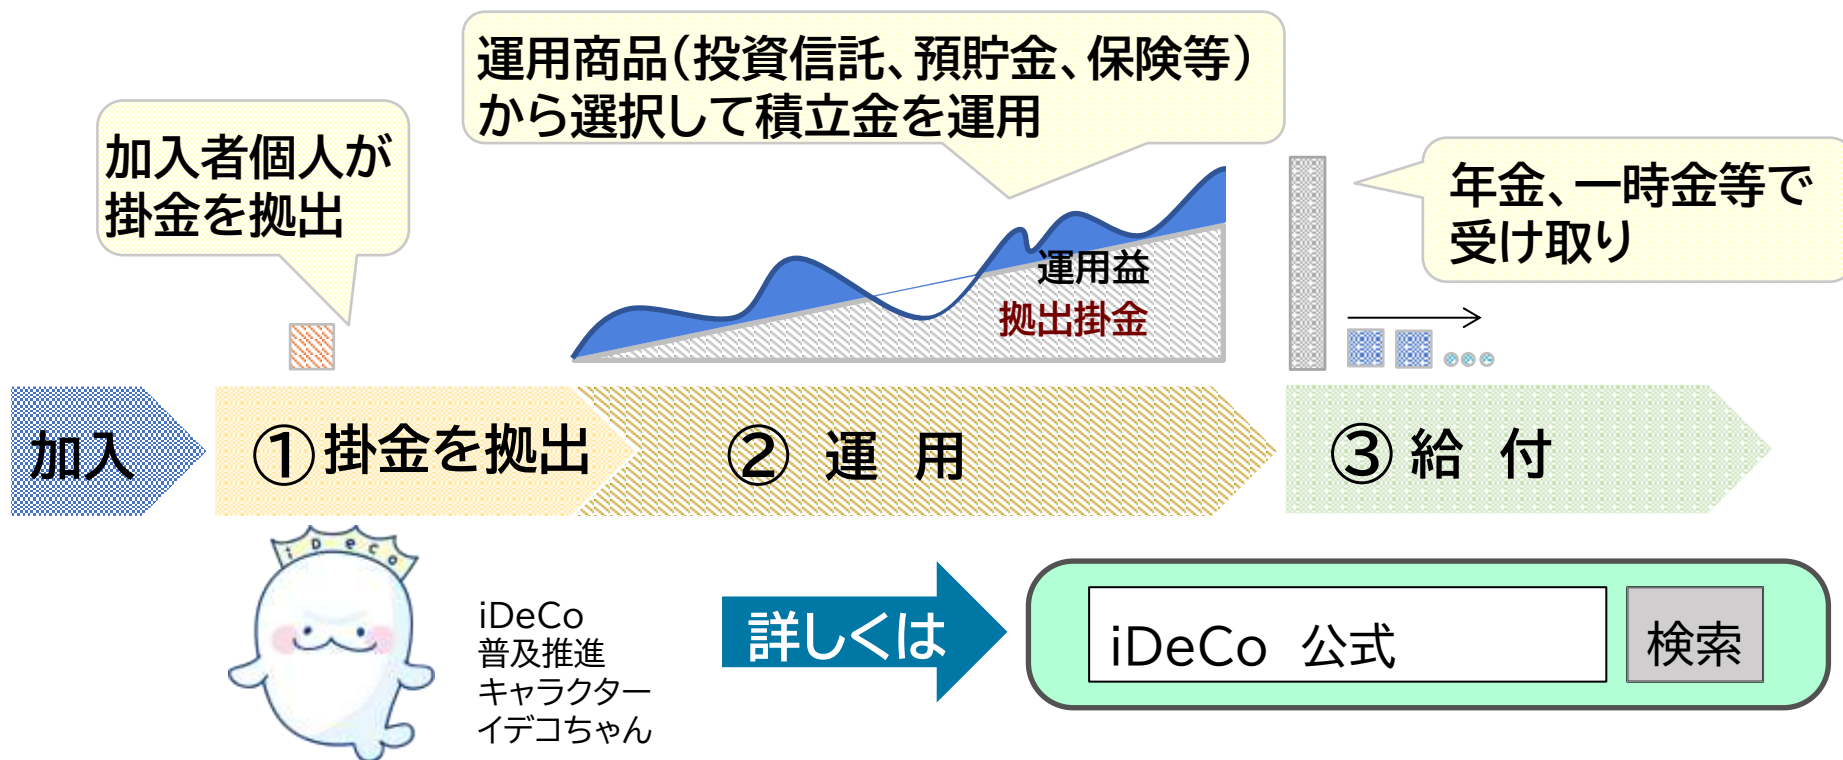 運用商品（投資信託、預貯金、保険等）
から選択して積立金を運用
加入者個人が
掛金を拠出
年金、一時金等で
受け取り
運用益
拠出掛金
加入
①掛金を拠出
② 運 用
③ 給 付
iDeCo
iDeCo
普及推進
キャラクター
イデコちゃん
詳しくは
iDeCo 公式
検索